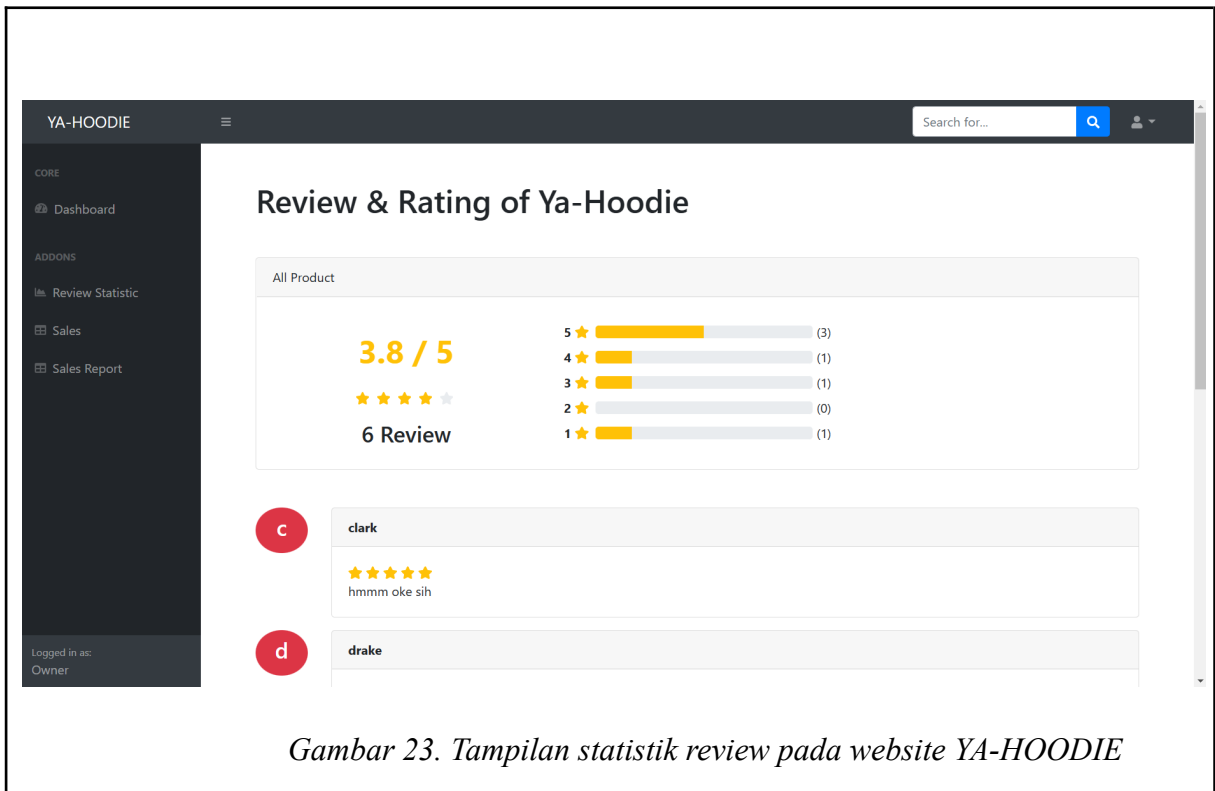 YA-HOODIE
Search for...
CORE
Dashboard
ADDONS
Review Statistic
Sales
Sales Report
Logged in as:
Owner
Review & Rating of Ya-Hoodie
All Product
3.8 / 5
6 Review
5 (3)
4 (1)
3 (1)
2 (0)
1 (1)
c
clark
hmmm oke sih
d
drake
Gambar 23. Tampilan statistik review pada website YA-HOODIE